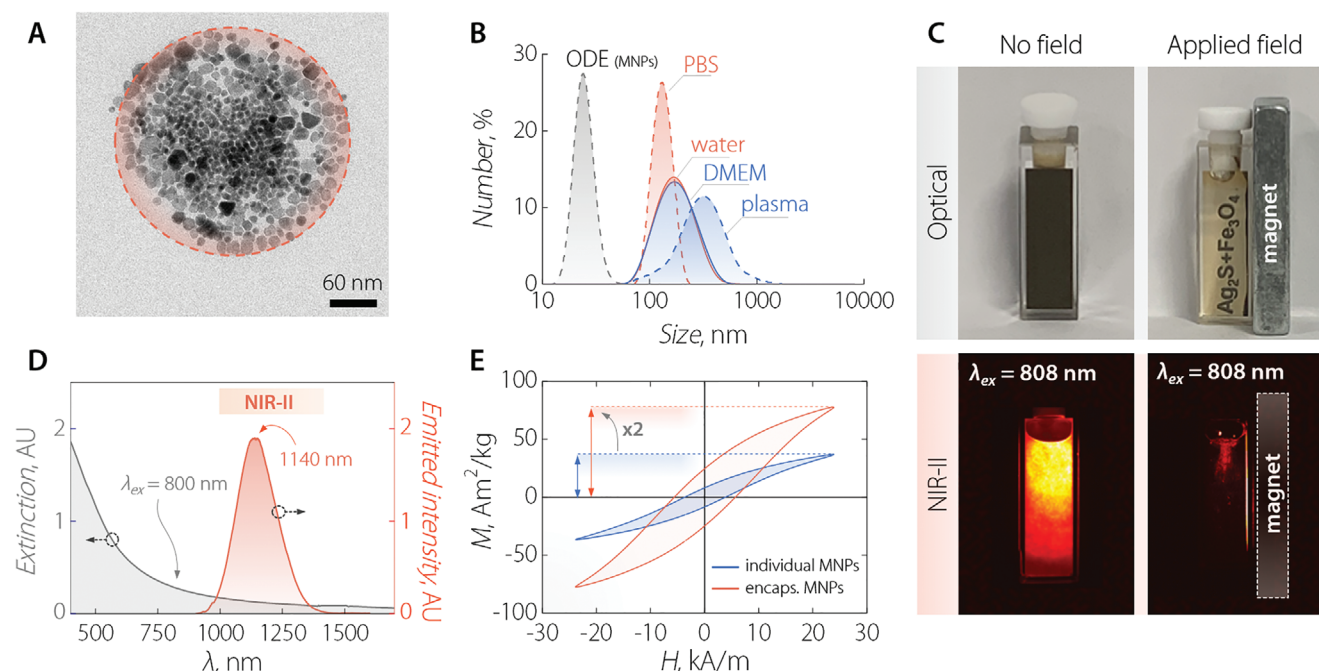 A
60 nm
B
Number, %
30
20
10
0
ODE (MNPs)
PBS
water
DMEM
plasma
10
100
1000
10000
Size, nm
C
No field
Applied field
Optical
Ag₂S+Fe₃O₄
magnet
NIR-II
λex = 808 nm
λex = 808 nm
magnet
D
Extinction, AU
2
1
0
NIR-II
1140 nm
λex = 800 nm
2
1
0
Emitted intensity, AU
500
750
1000
1250
1500
λ, nm
E
M, Am²/kg
100
50
0
-50
-100
x2
individual MNPs
encaps. MNPs
-30
-20
-10
0
10
20
30
H, kA/m